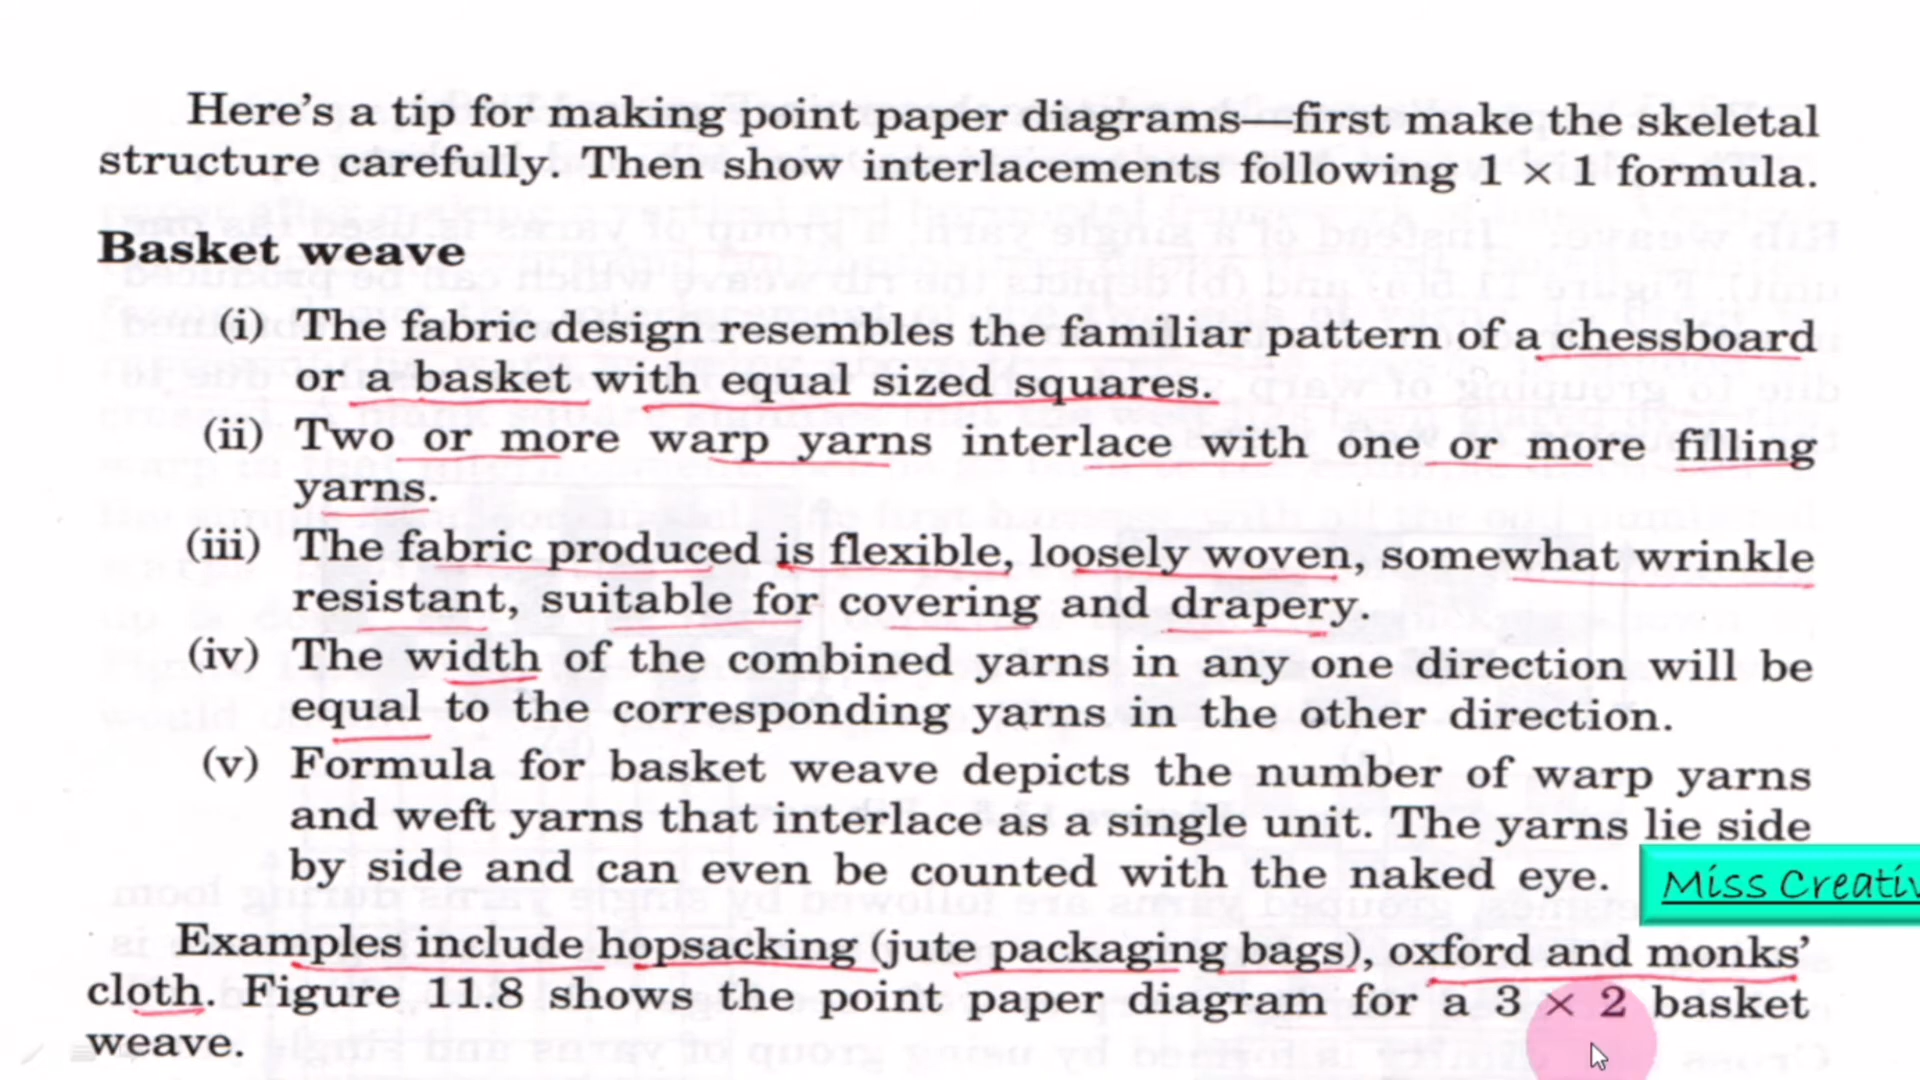 Here's a tip for making point paper diagrams—first make the skeletal
structure carefully. Then show interlacements following 1 × 1 formula.
Basket weave
(i) The fabric design resembles the familiar pattern of a chessboard
or a basket with equal sized squares.
(ii) Two or more warp yarns interlace with one or more filling
yarns.
(iii) The fabric produced is flexible, loosely woven, somewhat wrinkle
resistant, suitable for covering and drapery.
(iv) The width of the combined yarns in any one direction will be
equal to the corresponding yarns in the other direction.
(v) Formula for basket weave depicts the number of warp yarns
and weft yarns that interlace as a single unit. The yarns lie side
by side and can even be counted with the naked eye.
Miss Creativ
Examples include hopsacking (jute packaging bags), oxford and monks'
cloth. Figure 11.8 shows the point paper diagram for a 3 × 2 basket
weave.